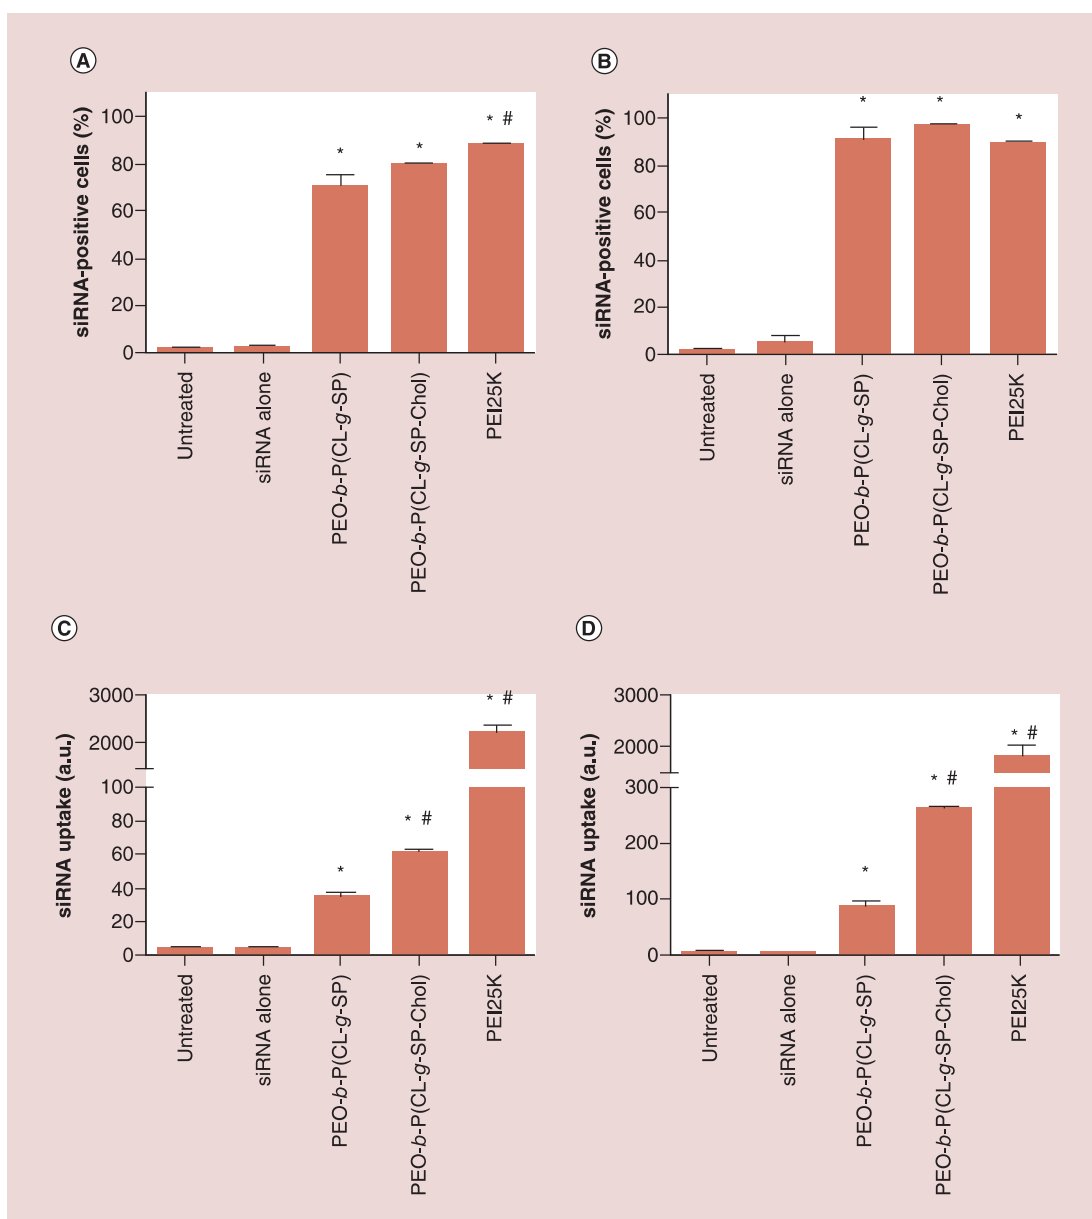 A
siRNA-positive cells (%)
100
80
60
40
20
0
* 
*
* #
Untreated
siRNA alone
PEO-b-P(CL-g-SP)
PEO-b-P(CL-g-SP-Chol)
PEI25K
B
siRNA-positive cells (%)
100
80
60
40
20
0
*
*
*
Untreated
siRNA alone
PEO-b-P(CL-g-SP)
PEO-b-P(CL-g-SP-Chol)
PEI25K
C
siRNA uptake (a.u.)
3000
2000
100
80
60
40
20
0
*
* #
* #
Untreated
siRNA alone
PEO-b-P(CL-g-SP)
PEO-b-P(CL-g-SP-Chol)
PEI25K
D
siRNA uptake (a.u.)
3000
2000
300
200
100
0
*
* #
* #
Untreated
siRNA alone
PEO-b-P(CL-g-SP)
PEO-b-P(CL-g-SP-Chol)
PEI25K